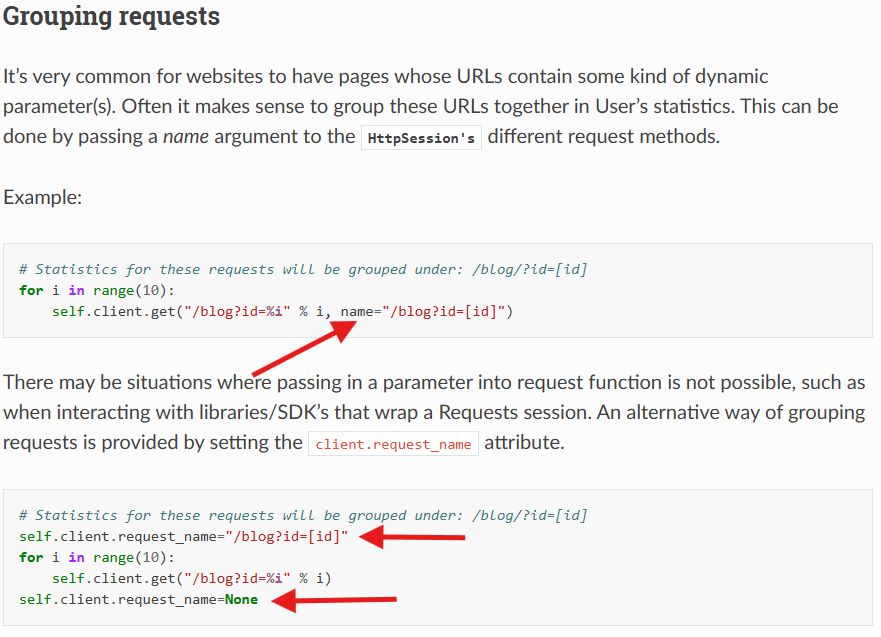 Grouping requests
It’s very common for websites to have pages whose URLs contain some kind of dynamic
parameter(s). Often it makes sense to group these URLs together in User’s statistics. This can be
done by passing a name argument to the HttpSession's different request methods.
Example:
# Statistics for these requests will be grouped under: /blog/?id=[id]
for i in range(10):
    self.client.get("/blog?id=%i" % i, name="/blog?id=[id]")
There may be situations where passing in a parameter into request function is not possible, such as
when interacting with libraries/SDK’s that wrap a Requests session. An alternative way of grouping
requests is provided by setting the client.request_name attribute.
# Statistics for these requests will be grouped under: /blog/?id=[id]
self.client.request_name="/blog?id=[id]"
for i in range(10):
    self.client.get("/blog?id=%i" % i)
self.client.request_name=None